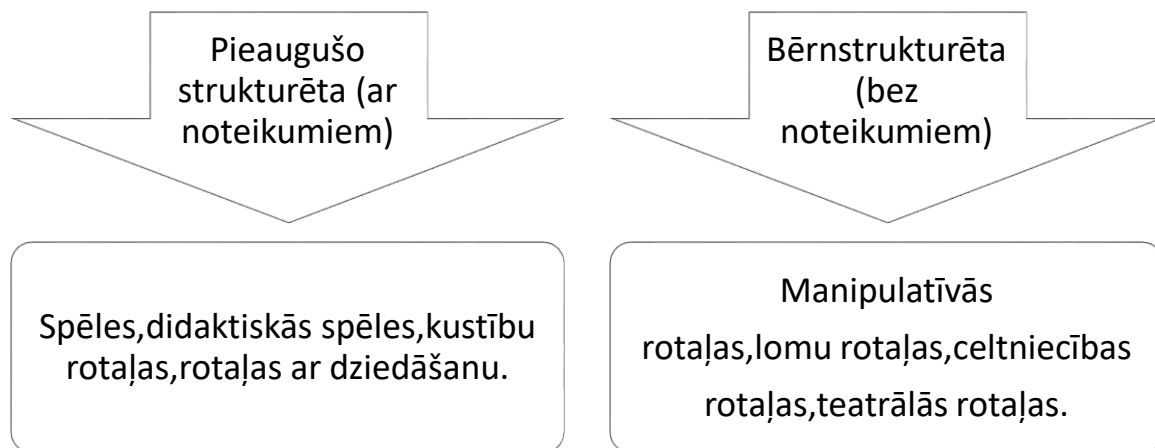 Pieaugušo
strukturēta (ar
noteikumiem)
Bērnstrukturēta
(bez
noteikumiem)
Spēles,didaktiskās spēles,kustību
rotaļas,rotaļas ar dziedāšanu.
Manipulatīvās
rotaļas,lomu rotaļas,celtniecības
rotaļas,teatrālās rotaļas.